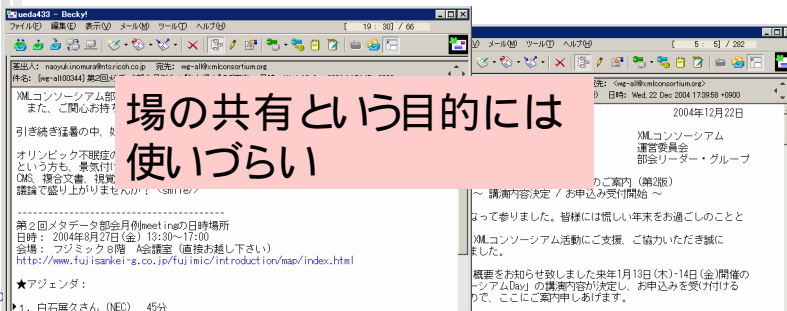 ueda433 - Becky!
ファイル(F) 編集(E) 表示(V) メール(M) ツール(T) ヘルプ(H) [ 19: 30] / 66
差出人: naoyuki.nomura@nts.ricoh.co.jp 宛先: wg-all@xmlconsortium.org
件名: [wg-all00344] 第2回
XMLコンソーシアム部
また、ご関心お持
引き続き猛暑の中、
オリンピック不眠症の
という方も、景気付
CMS、複合文書、視覚
議論で盛り上がりませんか? <smile/>
-------------------------------------
第2回メタデータ部会月例meetingの日時場所
日時: 2004年8月27日(金) 13:30~17:00
会場: フジミック8階 A会議室(直接お越し下さい)
http://www.fujisankei-g.co.jp/fujimic/introduction/map/index.html
★アジェンダ:
1. 白石展久さん (NEC) 45分
場の共有という目的には
使いづらい
(V) メール(M) ツール(T) ヘルプ(H) [ 5: 5] / 292
宛先: <wg-all@xmlconsortium.org>
日時: Wed, 22 Dec 2004 17:39:58 +0900
2004年12月22日
XMLコンソーシアム
運営委員会
部会リーダー・グループ
のご案内 (第2版)
~ 講演内容決定 / お申込み受付開始 ~
なって参りました。皆様には慌しい年末をお過ごしのことと
XMLコンソーシアム活動にご支援、ご協力いただき誠に
ました。
概要をお知らせ致しました来年1月13日(木)-14日(金)開催の
ーシアムDay」の講演内容が決定し、お申込みを受け付ける
ので、ここにご案内申しあげます。